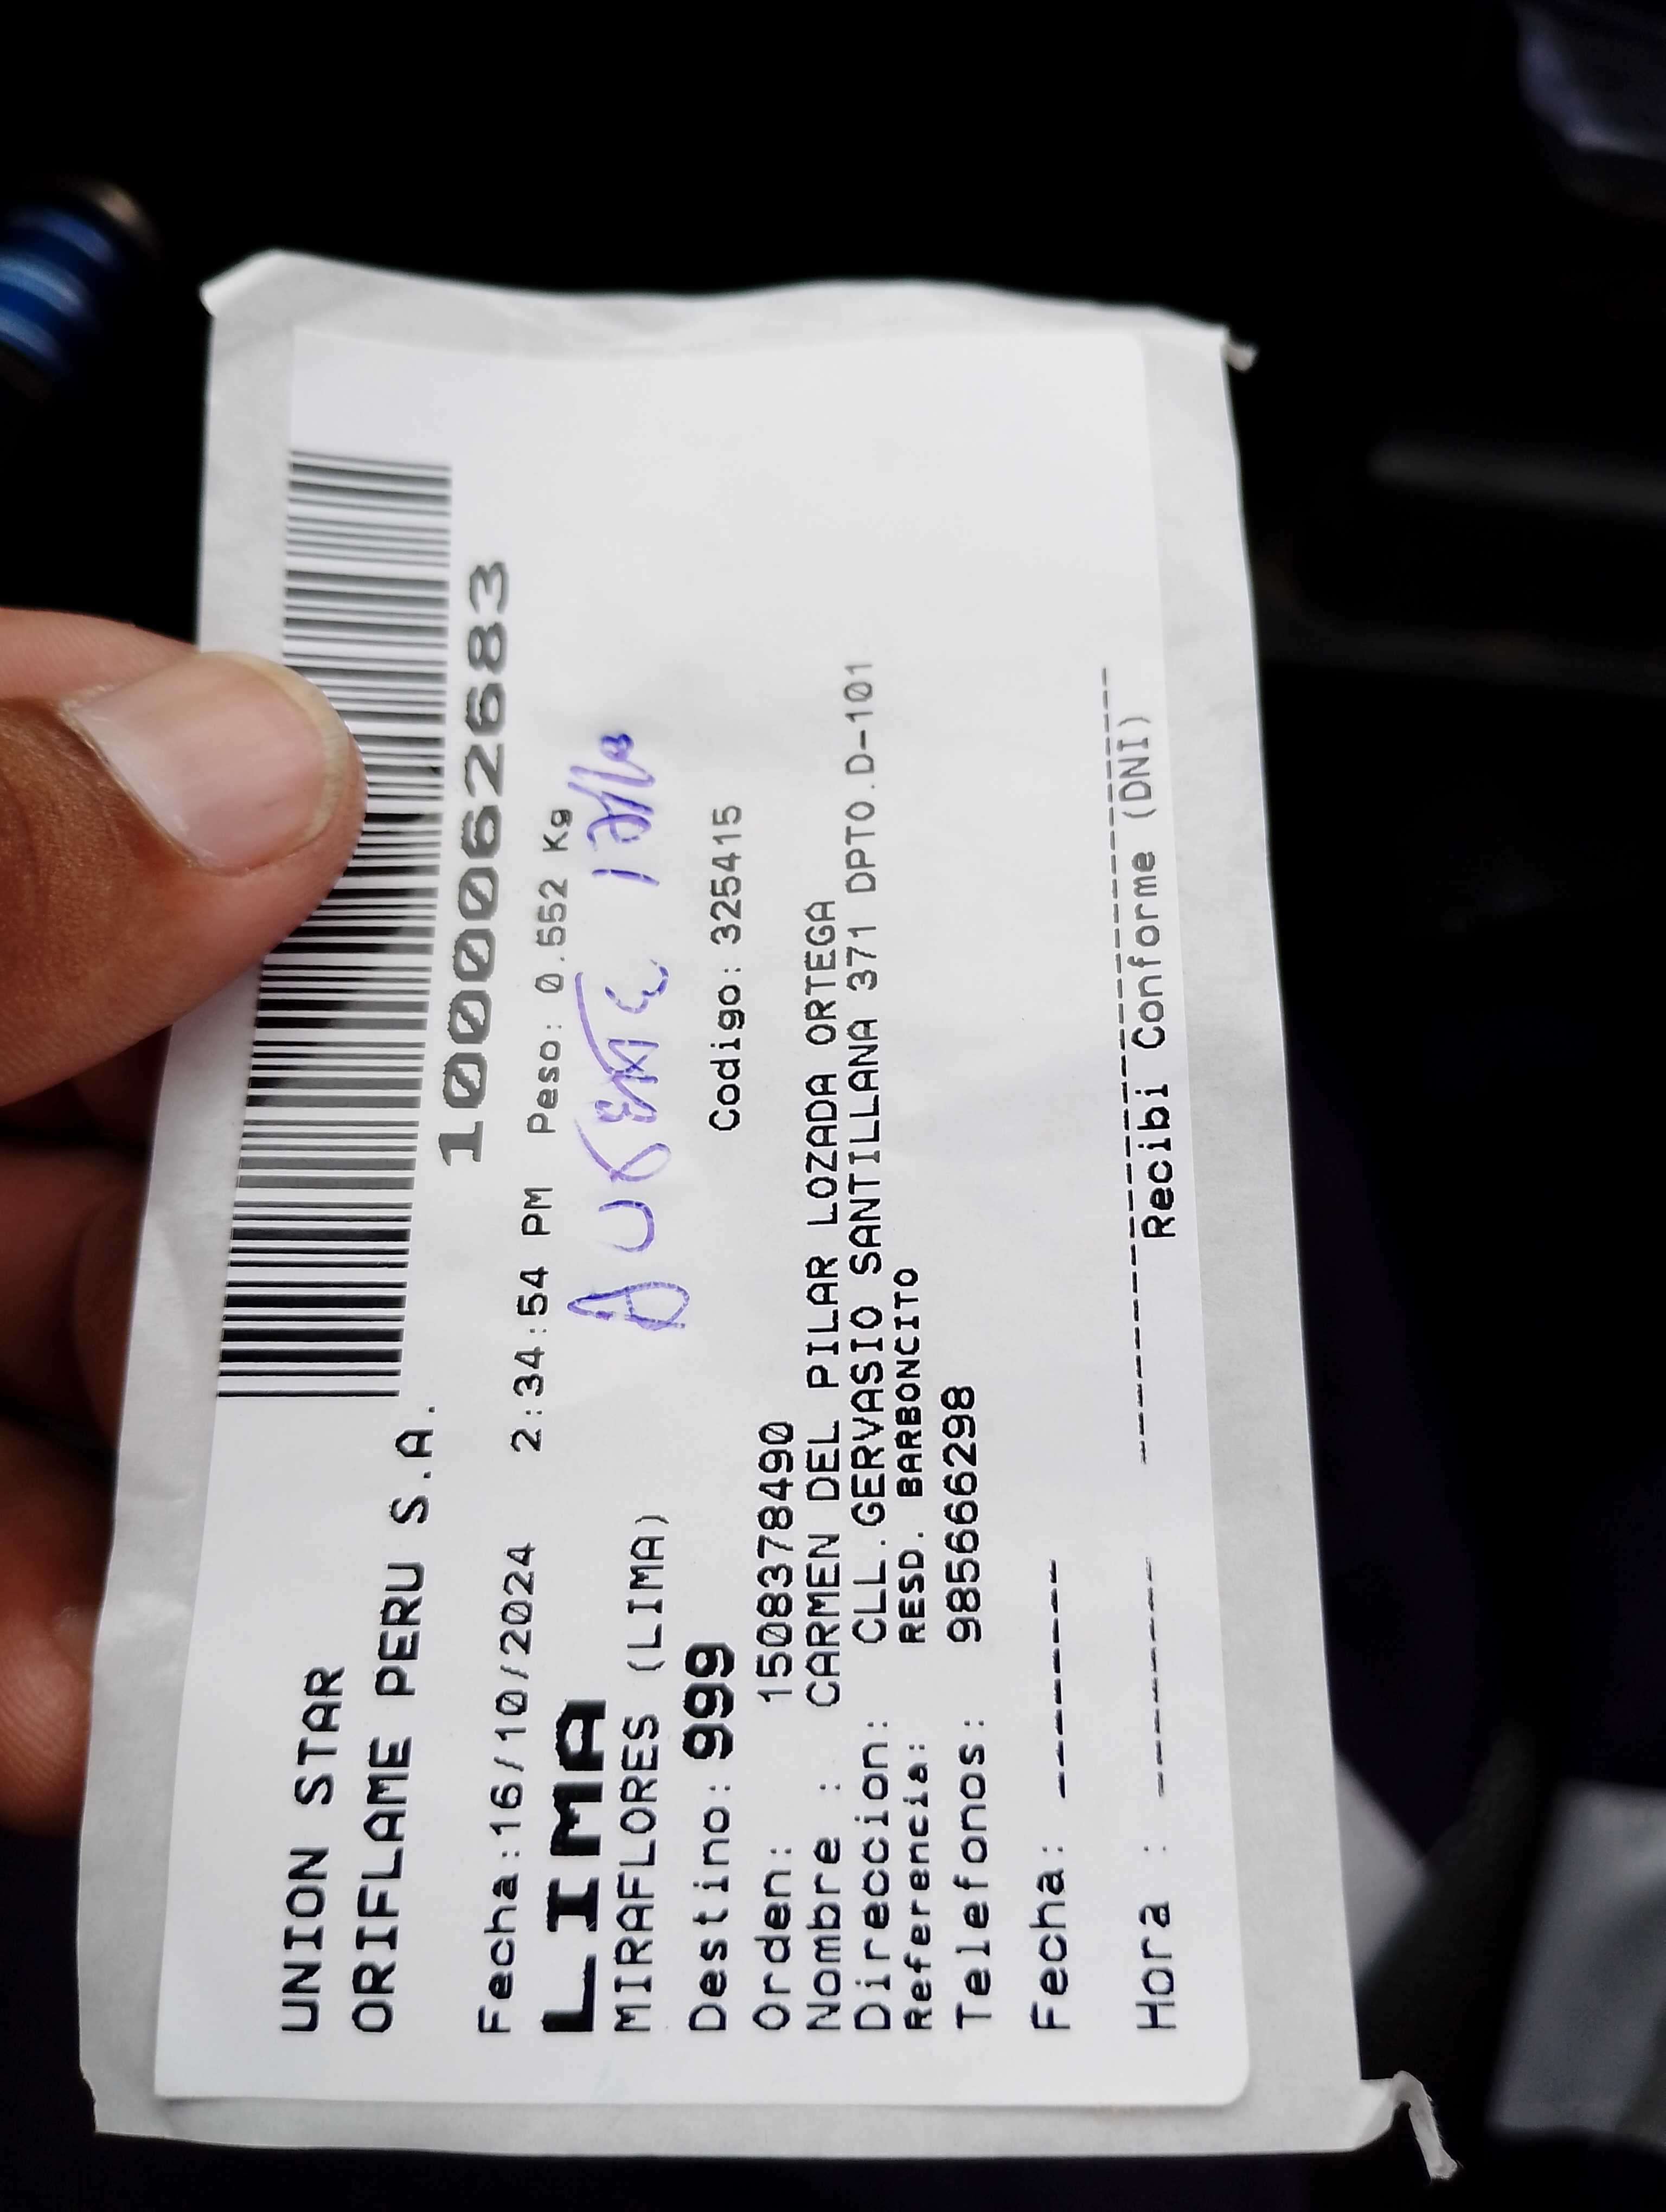 UNION STAR
ORIFLAME PERU S.A.
1000062683
Fecha:16/10/2024 2:34:54 PM Peso: 0.552 Kg
LIMA
AUSENTE
MIRAFLORES (LIMA)
Destino: 999 Codigo: 325415
Orden: 1508378490
Nombre : CARMEN DEL PILAR LOZADA ORTEGA
Direccion: CLL.GERVASIO SANTILLANA 371 DPTO.D-101
Referencia: RESD. BARBONCITO
Telefonos: 985666298
Fecha: -------
Hora : -------
Recibi Conforme (DNI)